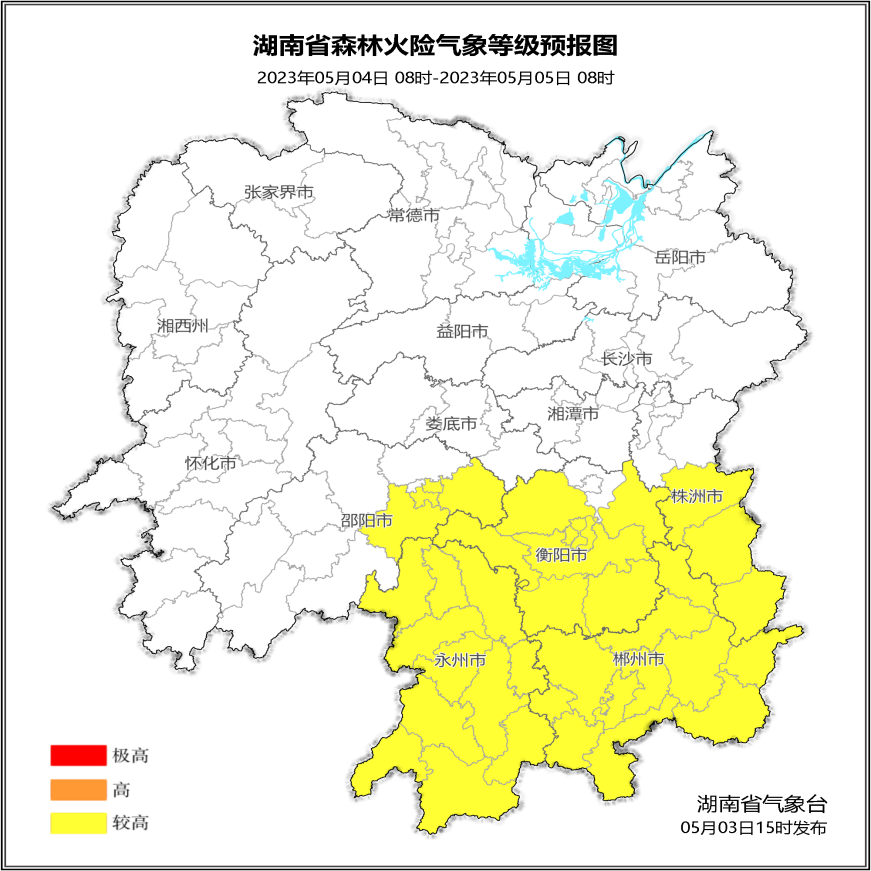 湖南省森林火险气象等级预报图
2023年05月04日 08时-2023年05月05日 08时
张家界市
常德市
岳阳市
湘西州
益阳市
长沙市
湘潭市
娄底市
怀化市
株洲市
邵阳市
衡阳市
永州市
郴州市
极高
高
较高
湖南省气象台
05月03日15时发布